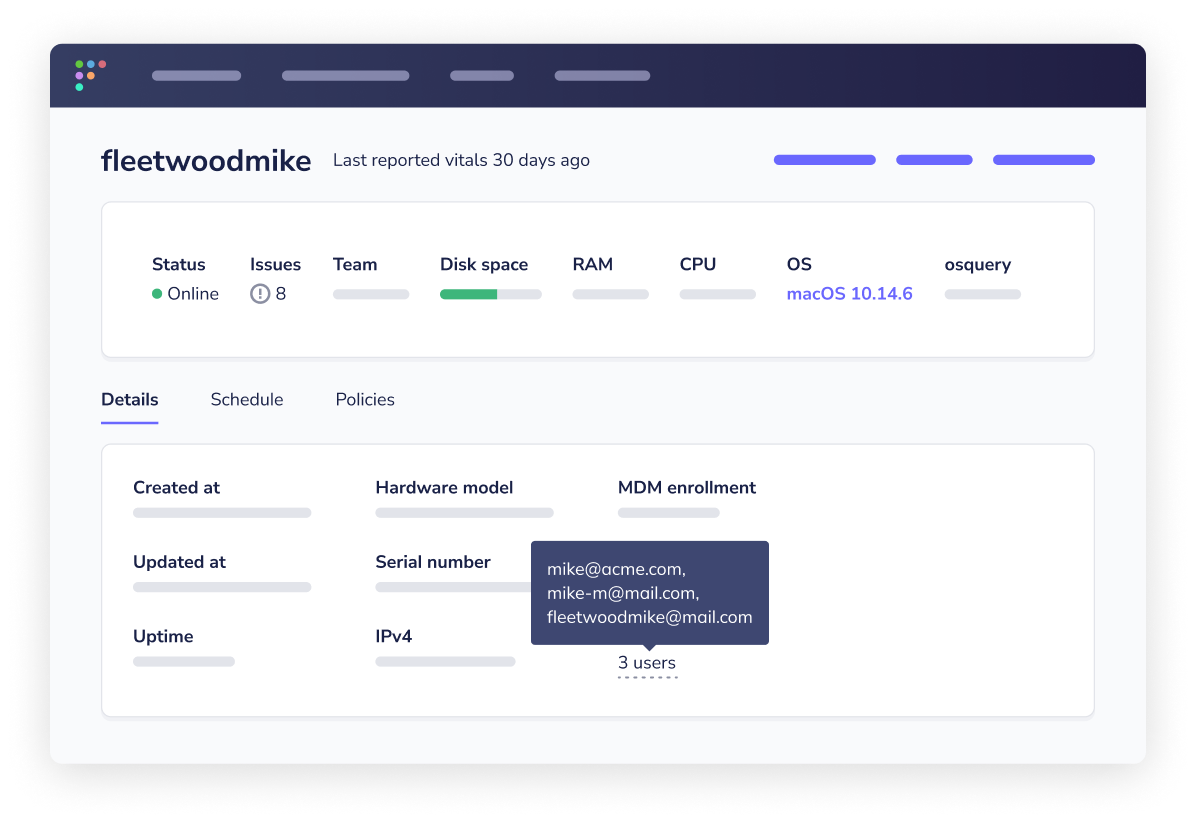 fleetwoodmike Last reported vitals 30 days ago
Status Issues Team Disk space RAM CPU OS osquery
Online 8 macOS 10.14.6
Details Schedule Policies
Created at Hardware model MDM enrollment
Updated at Serial number
mike@acme.com,
mike-m@mail.com,
fleetwoodmike@mail.com
Uptime IPv4
3 users